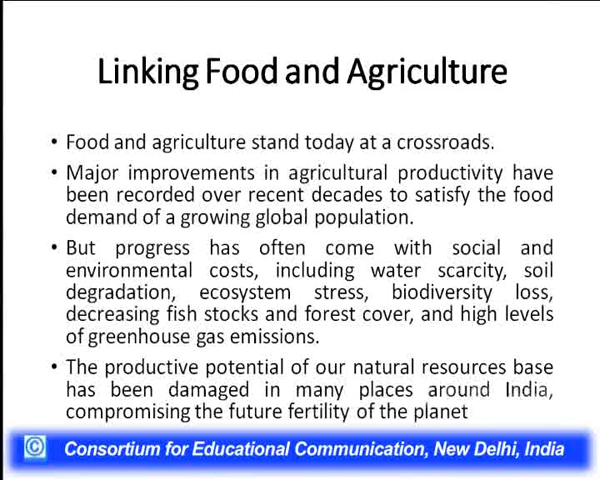 Linking Food and Agriculture
• Food and agriculture stand today at a crossroads.
• Major improvements in agricultural productivity have
been recorded over recent decades to satisfy the food
demand of a growing global population.
• But progress has often come with social and
environmental costs, including water scarcity, soil
degradation, ecosystem stress, biodiversity loss,
decreasing fish stocks and forest cover, and high levels
of greenhouse gas emissions.
• The productive potential of our natural resources base
has been damaged in many places around India,
compromising the future fertility of the planet
© Consortium for Educational Communication, New Delhi, India